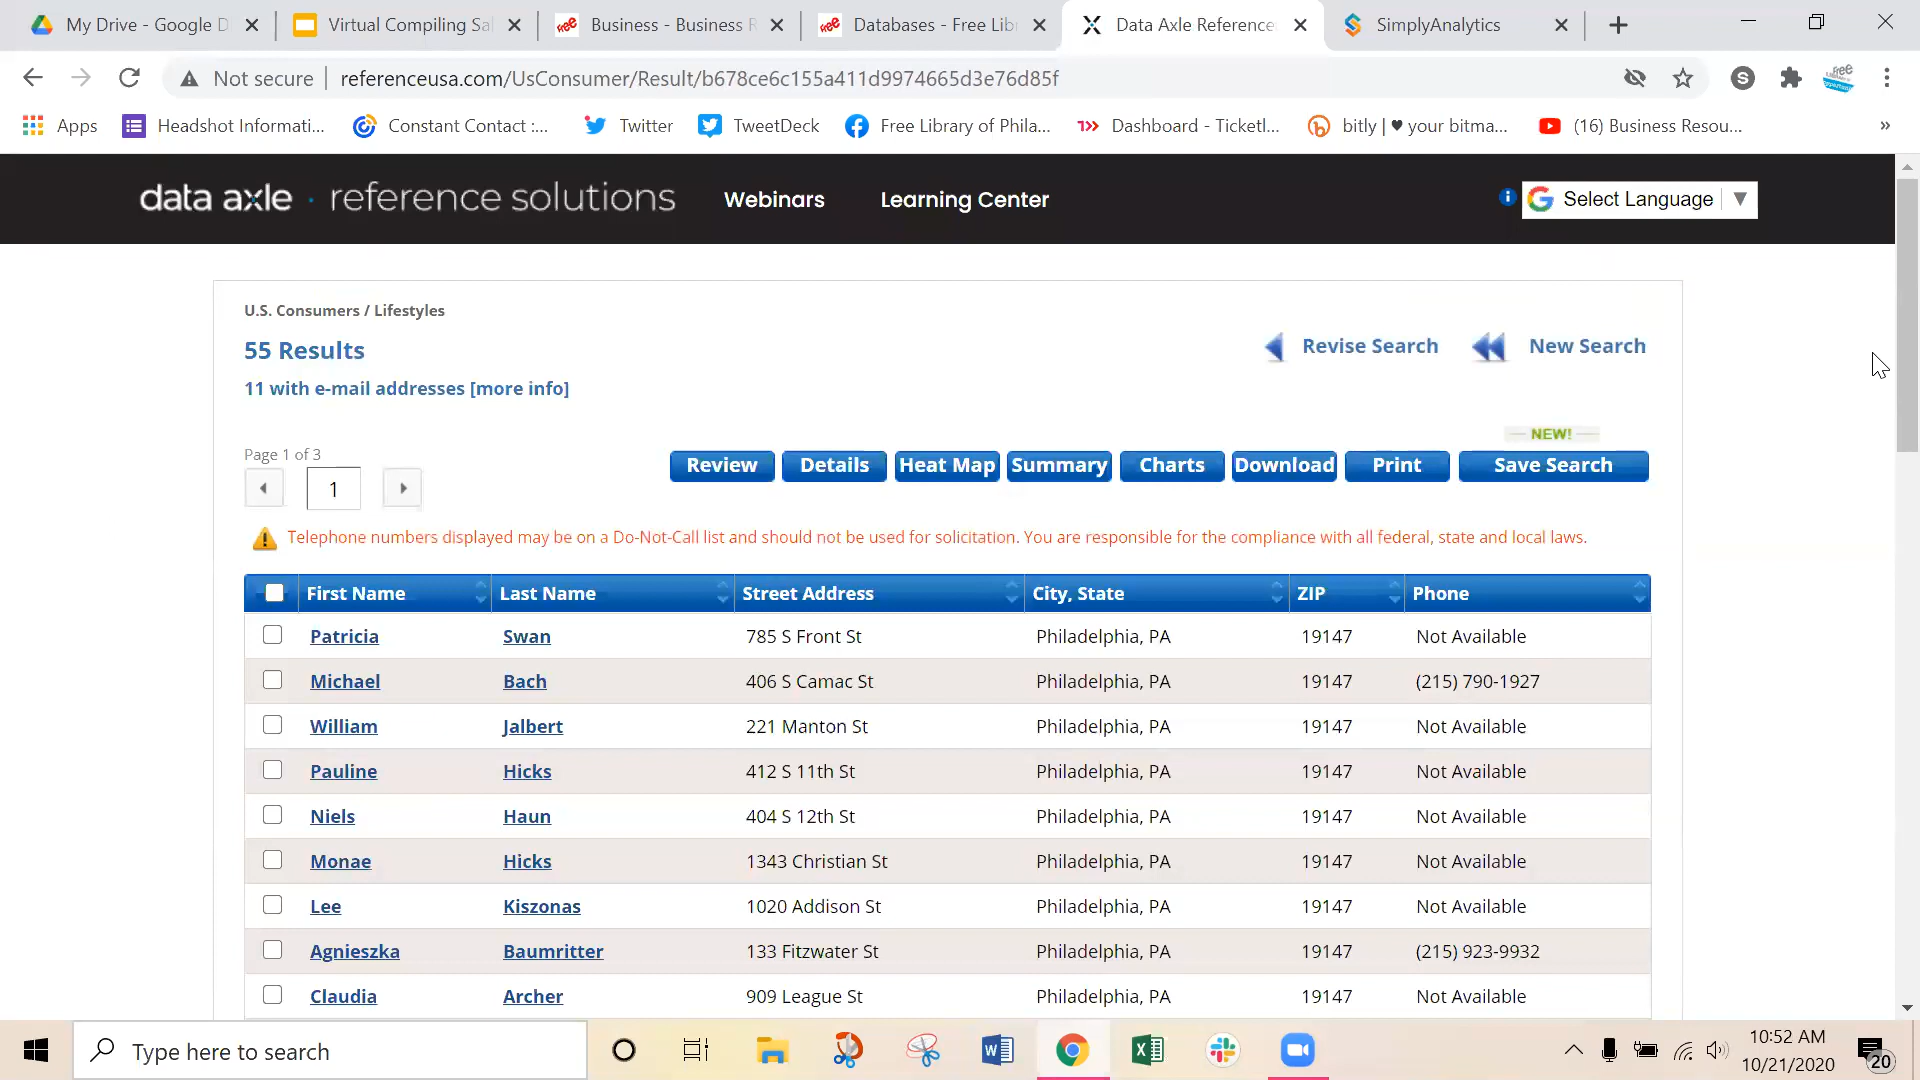 My Drive - Google D
Virtual Compiling Sal
Business - Business R
Databases - Free Libr
Data Axle Reference
SimplyAnalytics
Not secure | referenceusa.com/UsConsumer/Result/b678ce6c155a411d9974665d3e76d85f
Apps
Headshot Informati...
Constant Contact :...
Twitter
TweetDeck
Free Library of Phila...
Dashboard - Ticketl...
bitly | ♥ your bitma...
(16) Business Resou...
»
data axle · reference solutions
Webinars
Learning Center
Select Language
U.S. Consumers / Lifestyles
55 Results
11 with e-mail addresses [more info]
Revise Search
New Search
Page 1 of 3
1
NEW!
Review Details Heat Map Summary Charts Download Print Save Search
Telephone numbers displayed may be on a Do-Not-Call list and should not be used for solicitation. You are responsible for the compliance with all federal, state and local laws.
First Name Last Name Street Address City, State ZIP Phone
Patricia Swan 785 S Front St Philadelphia, PA 19147 Not Available
Michael Bach 406 S Camac St Philadelphia, PA 19147 (215) 790-1927
William Jalbert 221 Manton St Philadelphia, PA 19147 Not Available
Pauline Hicks 412 S 11th St Philadelphia, PA 19147 Not Available
Niels Haun 404 S 12th St Philadelphia, PA 19147 Not Available
Monae Hicks 1343 Christian St Philadelphia, PA 19147 Not Available
Lee Kiszonas 1020 Addison St Philadelphia, PA 19147 Not Available
Agnieszka Baumritter 133 Fitzwater St Philadelphia, PA 19147 (215) 923-9932
Claudia Archer 909 League St Philadelphia, PA 19147 Not Available
Type here to search
10:52 AM
10/21/2020
20